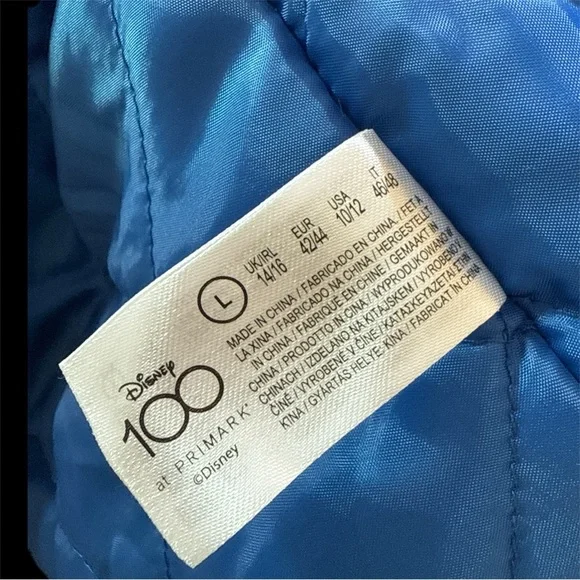 L
UK/IRL EUR USA IT
14/16 42/44 10/12 46/48
MADE IN CHINA / FABRICADO EN CHINA / FET A
LA XINA / FABRICADO NA CHINA / HERGESTELLT
IN CHINA / FABRIQUÉ EN CHINE / GEMAAKT IN
CHINA / PRODOTTO IN CINA / WYPRODUKOWANO W
CHINACH / IZDELANO NA KITAJSKEM / VYROBENO V
ČÍNĚ / VYROBENÉ V ČÍNE / ΚΑΤΑΣΚΕΥΑΖΕΤΑΙ ΣΤΗΝ
ΚΙΝΑ / GYÁRTÁS HELYE: KÍNA / FABRICAT ÎN CHINA
Disney
100
at PRIMARK®
©Disney